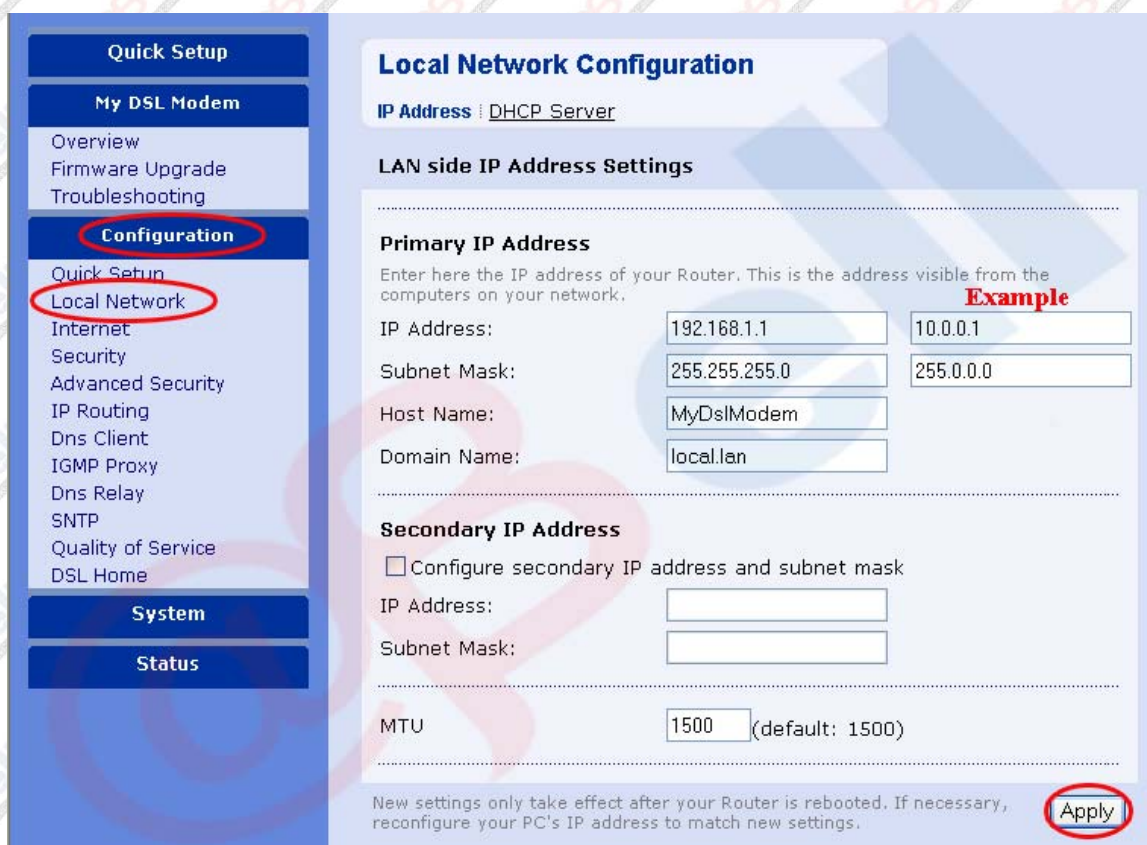 Quick Setup
My DSL Modem
Overview
Firmware Upgrade
Troubleshooting
Configuration
Quick Setup
Local Network
Internet
Security
Advanced Security
IP Routing
Dns Client
IGMP Proxy
Dns Relay
SNTP
Quality of Service
DSL Home
System
Status
Local Network Configuration
IP Address | DHCP Server
LAN side IP Address Settings
Primary IP Address
Enter here the IP address of your Router. This is the address visible from the
computers on your network.
Example
IP Address: 192.168.1.1 10.0.0.1
Subnet Mask: 255.255.255.0 255.0.0.0
Host Name: MyDslModem
Domain Name: local.lan
Secondary IP Address
Configure secondary IP address and subnet mask
IP Address:
Subnet Mask:
MTU 1500 (default: 1500)
New settings only take effect after your Router is rebooted. If necessary,
reconfigure your PC's IP address to match new settings.
Apply